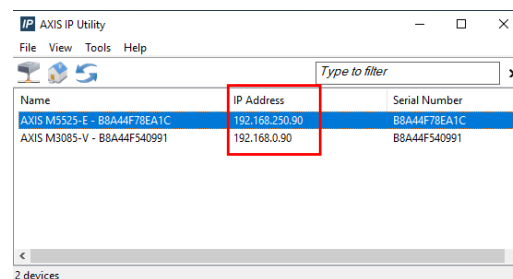 IP AXIS IP Utility
File View Tools Help
Type to filter
Name IP Address Serial Number
AXIS M5525-E - B8A44F78EA1C 192.168.250.90 B8A44F78EA1C
AXIS M3085-V - B8A44F540991 192.168.0.90 B8A44F540991
2 devices